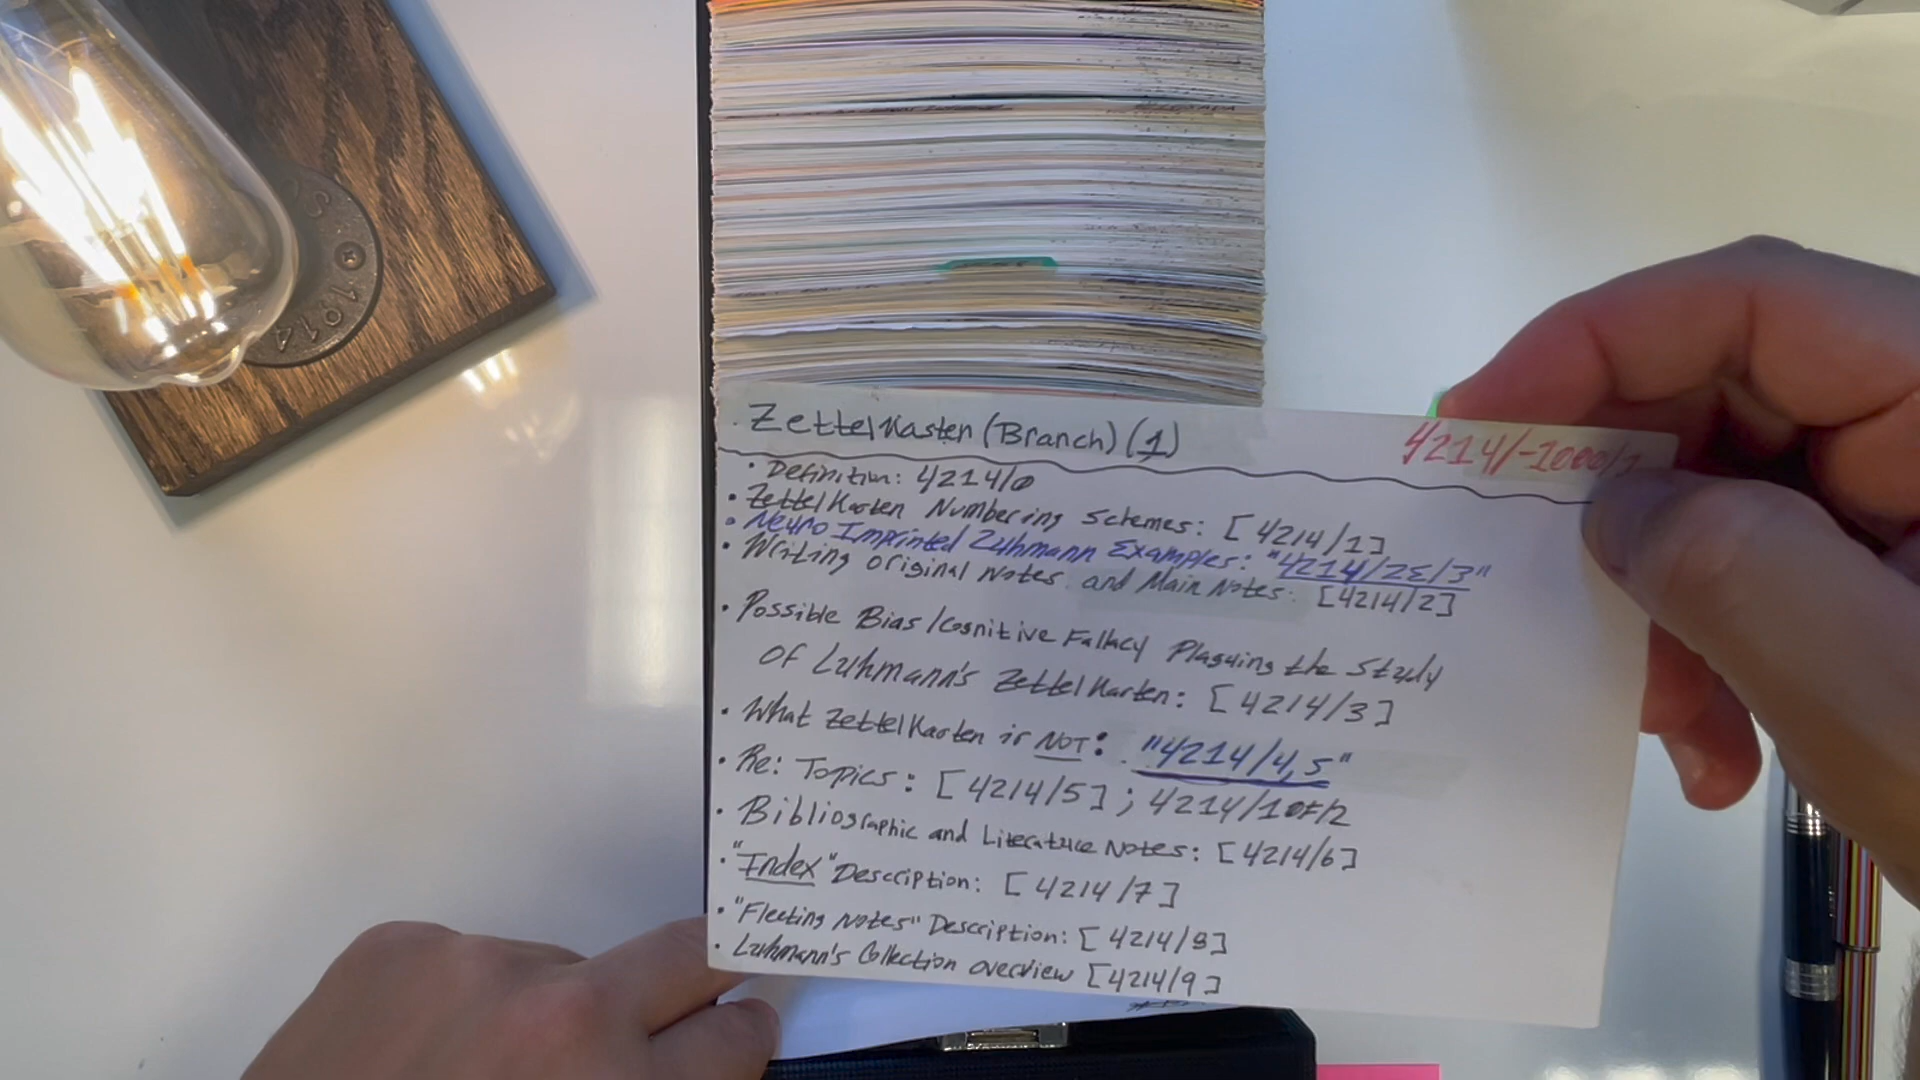 Zettelkasten (Branch) (1)
4214/-1000/1
• Definition: 4214/0
• Zettelkasten Numbering Schemes: [4214/1]
• Neuro Imprinted Luhmann Examples: "4214/2E/3"
• Writing original Notes and Main Notes: [4214/2]
• Possible Bias/Cognitive Fallacy Plaguing the Study
of Luhmann's Zettelkasten: [4214/3]
• What Zettelkasten is NOT: "4214/4,5"
• Re: Topics: [4214/5]; 4214/10F/2
• Bibliographic and Literature Notes: [4214/6]
• "Index" Description: [4214/7]
• "Fleeting Notes" Description: [4214/8]
• Luhmann's Collection overview [4214/9]
1014